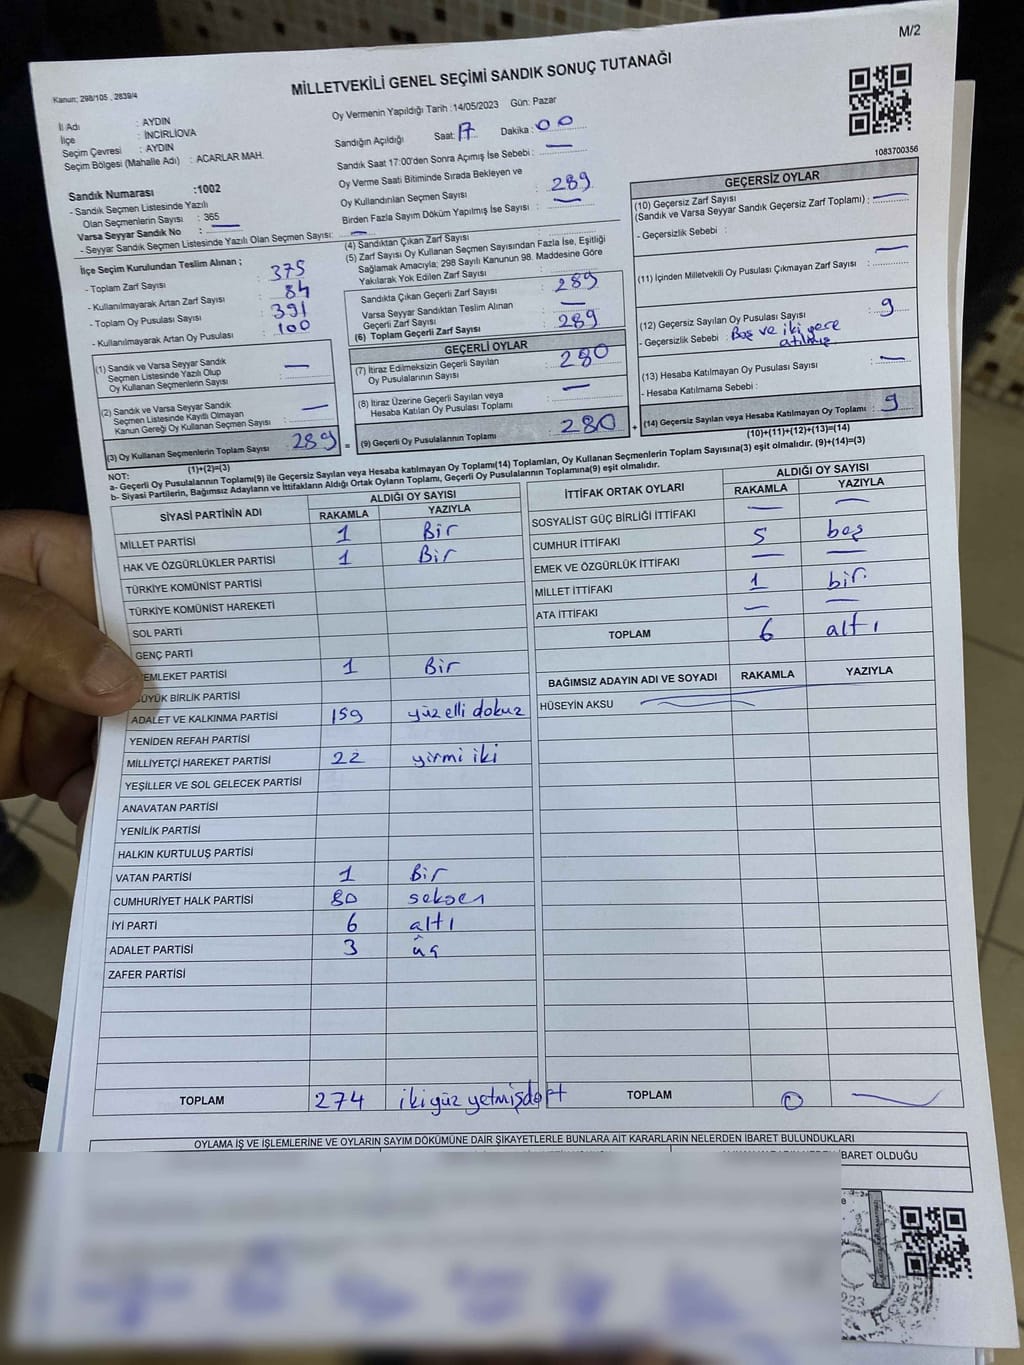 M/2
MİLLETVEKİLİ GENEL SEÇİMİ SANDIK SONUÇ TUTANAĞI
Kanun: 298/105 , 2839/4
İl Adı : AYDIN
İlçe : İNCİRLİOVA
Seçim Çevresi : AYDIN
Seçim Bölgesi (Mahalle Adı) : ACARLAR MAH.
Sandık Numarası :1002
- Sandık Seçmen Listesinde Yazılı
Olan Seçmenlerin Sayısı : 365
Varsa Seyyar Sandık No : —
- Seyyar Sandık Seçmen Listesinde Yazılı Olan Seçmen Sayısı: —
Oy Vermenin Yapıldığı Tarih :14/05/2023 Gün: Pazar
Sandığın Açıldığı Saat: 17 Dakika : 00
Sandık Saat 17:00'den Sonra Açımış İse Sebebi : —
Oy Verme Saati Bitiminde Sırada Bekleyen ve
Oy Kullandırılan Seçmen Sayısı : 289
Birden Fazla Sayım Döküm Yapılmış İse Sayısı : —
1083700356
İlçe Seçim Kurulundan Teslim Alınan ;
- Toplam Zarf Sayısı : 375
- Kullanılmayarak Artan Zarf Sayısı : 84
- Toplam Oy Pusulası Sayısı : 391
- Kullanılmayarak Artan Oy Pusulası : 100
(1) Sandık ve Varsa Seyyar Sandık
Seçmen Listesinde Yazılı Olup
Oy Kullanan Seçmenlerin Sayısı : —
(2) Sandık ve Varsa Seyyar Sandık
Seçmen Listesinde Kayıtlı Olmayan
Kanun Gereği Oy Kullanan Seçmen Sayısı : —
(3) Oy Kullanan Seçmenlerin Toplam Sayısı : 289
(1)+(2)=(3)
(4) Sandıktan Çıkan Zarf Sayısı :
(5) Zarf Sayısı Oy Kullanan Seçmen Sayısından Fazla İse, Eşitliği
Sağlamak Amacıyla; 298 Sayılı Kanunun 98. Maddesine Göre
Yakılarak Yok Edilen Zarf Sayısı :
Sandıkta Çıkan Geçerli Zarf Sayısı : 289
Varsa Seyyar Sandıktan Teslim Alınan
Geçerli Zarf Sayısı : —
(6) Toplam Geçerli Zarf Sayısı : 289
GEÇERLİ OYLAR
(7) İtiraz Edilmeksizin Geçerli Sayılan
Oy Pusulalarının Sayısı : 280
(8) İtiraz Üzerine Geçerli Sayılan veya
Hesaba Katılan Oy Pusulası Toplamı : —
= (9) Geçerli Oy Pusulalarının Toplamı : 280 +
GEÇERSİZ OYLAR
(10) Geçersiz Zarf Sayısı
(Sandık ve Varsa Seyyar Sandık Geçersiz Zarf Toplamı) : —
- Geçersizlik Sebebi :
(11) İçinden Milletvekili Oy Pusulası Çıkmayan Zarf Sayısı : —
(12) Geçersiz Sayılan Oy Pusulası Sayısı : 9
- Geçersizlik Sebebi : Boş ve iki yere
atılmış
(13) Hesaba Katılmayan Oy Pusulası Sayısı : —
- Hesaba Katılmama Sebebi :
(14) Geçersiz Sayılan veya Hesaba Katılmayan Oy Toplamı : 9
(10)+(11)+(12)+(13)=(14)
NOT:
a- Geçerli Oy Pusulalarının Toplamı(9) ile Geçersiz Sayılan veya Hesaba katılmayan Oy Toplamı(14) Toplamları, Oy Kullanan Seçmenlerin Toplam Sayısına(3) eşit olmalıdır. (9)+(14)=(3)
b- Siyasi Partilerin, Bağımsız Adayların ve İttifakların Aldığı Ortak Oyların Toplamı, Geçerli Oy Pusulalarının Toplamına(9) eşit olmalıdır.
SİYASİ PARTİNİN ADI ALDIĞI OY SAYISI
RAKAMLA YAZIYLA
MİLLET PARTİSİ 1 Bir
HAK VE ÖZGÜRLÜKLER PARTİSİ 1 Bir
TÜRKİYE KOMÜNİST PARTİSİ
TÜRKİYE KOMÜNİST HAREKETİ
SOL PARTİ
GENÇ PARTİ
EMLEKET PARTİSİ 1 Bir
ÜYÜK BİRLİK PARTİSİ
ADALET VE KALKINMA PARTİSİ 159 yüz elli dokuz
YENİDEN REFAH PARTİSİ
MİLLİYETÇİ HAREKET PARTİSİ 22 yirmi iki
YEŞİLLER VE SOL GELECEK PARTİSİ
ANAVATAN PARTİSİ
YENİLİK PARTİSİ
HALKIN KURTULUŞ PARTİSİ
VATAN PARTİSİ 1 Bir
CUMHURİYET HALK PARTİSİ 80 seksen
İYİ PARTİ 6 altı
ADALET PARTİSİ 3 üç
ZAFER PARTİSİ
TOPLAM 274 ikiyüz yetmişdört
İTTİFAK ORTAK OYLARI ALDIĞI OY SAYISI
RAKAMLA YAZIYLA
SOSYALİST GÜÇ BİRLİĞİ İTTİFAKI — —
CUMHUR İTTİFAKI 5 beş
EMEK VE ÖZGÜRLÜK İTTİFAKI — —
MİLLET İTTİFAKI 1 bir.
ATA İTTİFAKI — —
TOPLAM 6 altı
BAĞIMSIZ ADAYIN ADI VE SOYADI RAKAMLA YAZIYLA
HÜSEYİN AKSU
TOPLAM 0 —
OYLAMA İŞ VE İŞLEMLERİNE VE OYLARIN SAYIM DÖKÜMÜNE DAİR ŞİKAYETLERLE BUNLARA AİT KARARLARIN NELERDEN İBARET BULUNDUKLARI
İBARET OLDUĞU